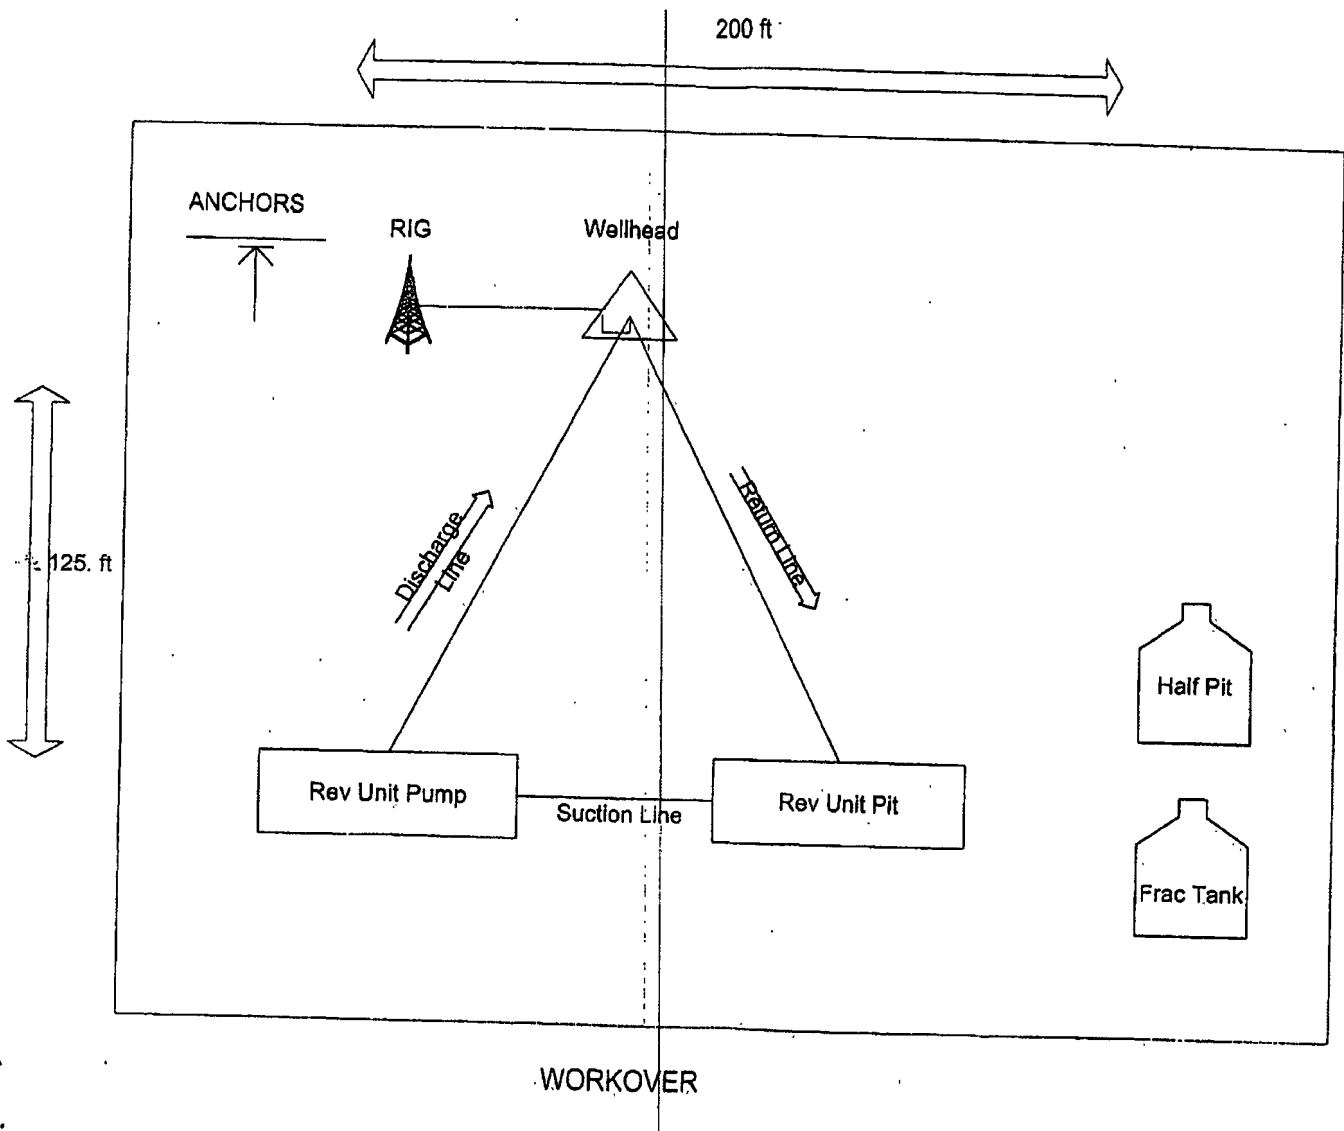 200 ft
ANCHORS
RIG
Wellhead
125. ft
Discharge
Line
Return Line
Half Pit
Rev Unit Pump
Suction Line
Rev Unit Pit
Frac Tank
WORKOVER